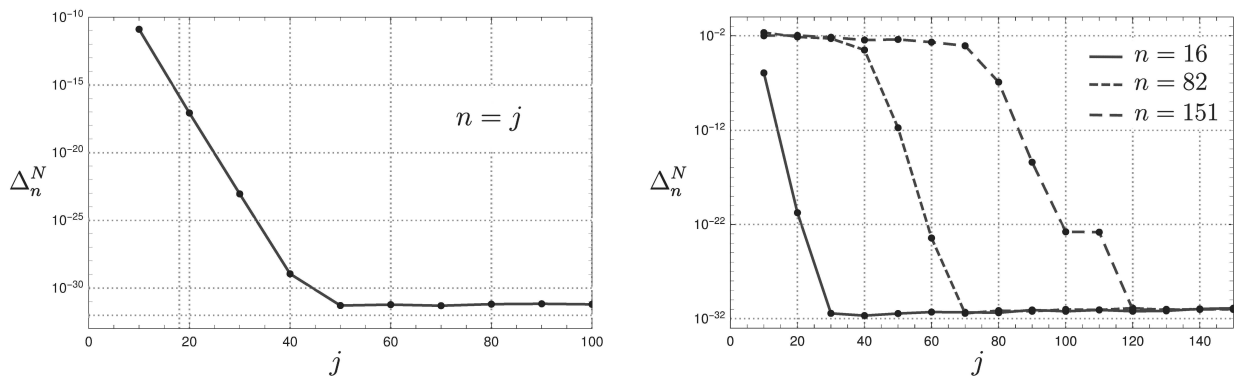 10^{-10}
10^{-15}
10^{-20}
10^{-25}
10^{-30}
Δ_n^N
n = j
0 20 40 60 80 100
j
10^{-2}
10^{-12}
10^{-22}
10^{-32}
Δ_n^N
n = 16
n = 82
n = 151
0 20 40 60 80 100 120 140
j